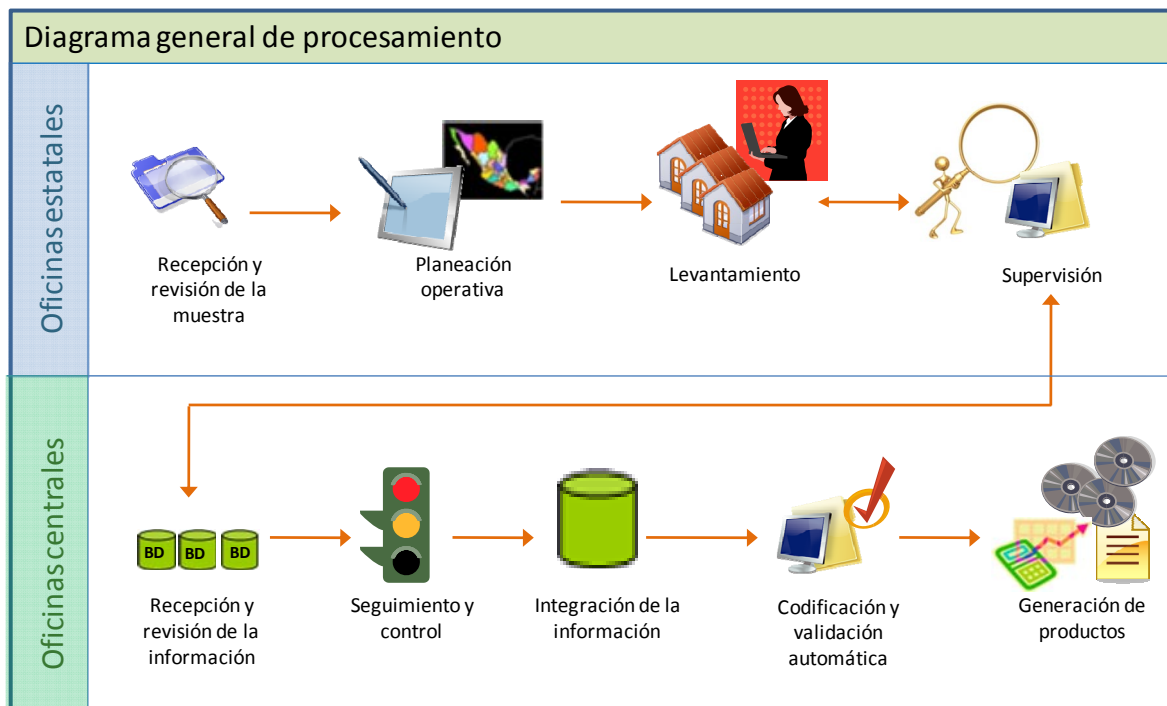 Diagrama general de procesamiento
Oficinas estatales
Recepción y
revisión de la
muestra
Planeación
operativa
Levantamiento
Supervisión
Oficinas centrales
BD
BD
BD
Recepción y
revisión de la
información
Seguimiento y
control
Integración de la
información
Codificación y
validación
automática
Generación de
productos